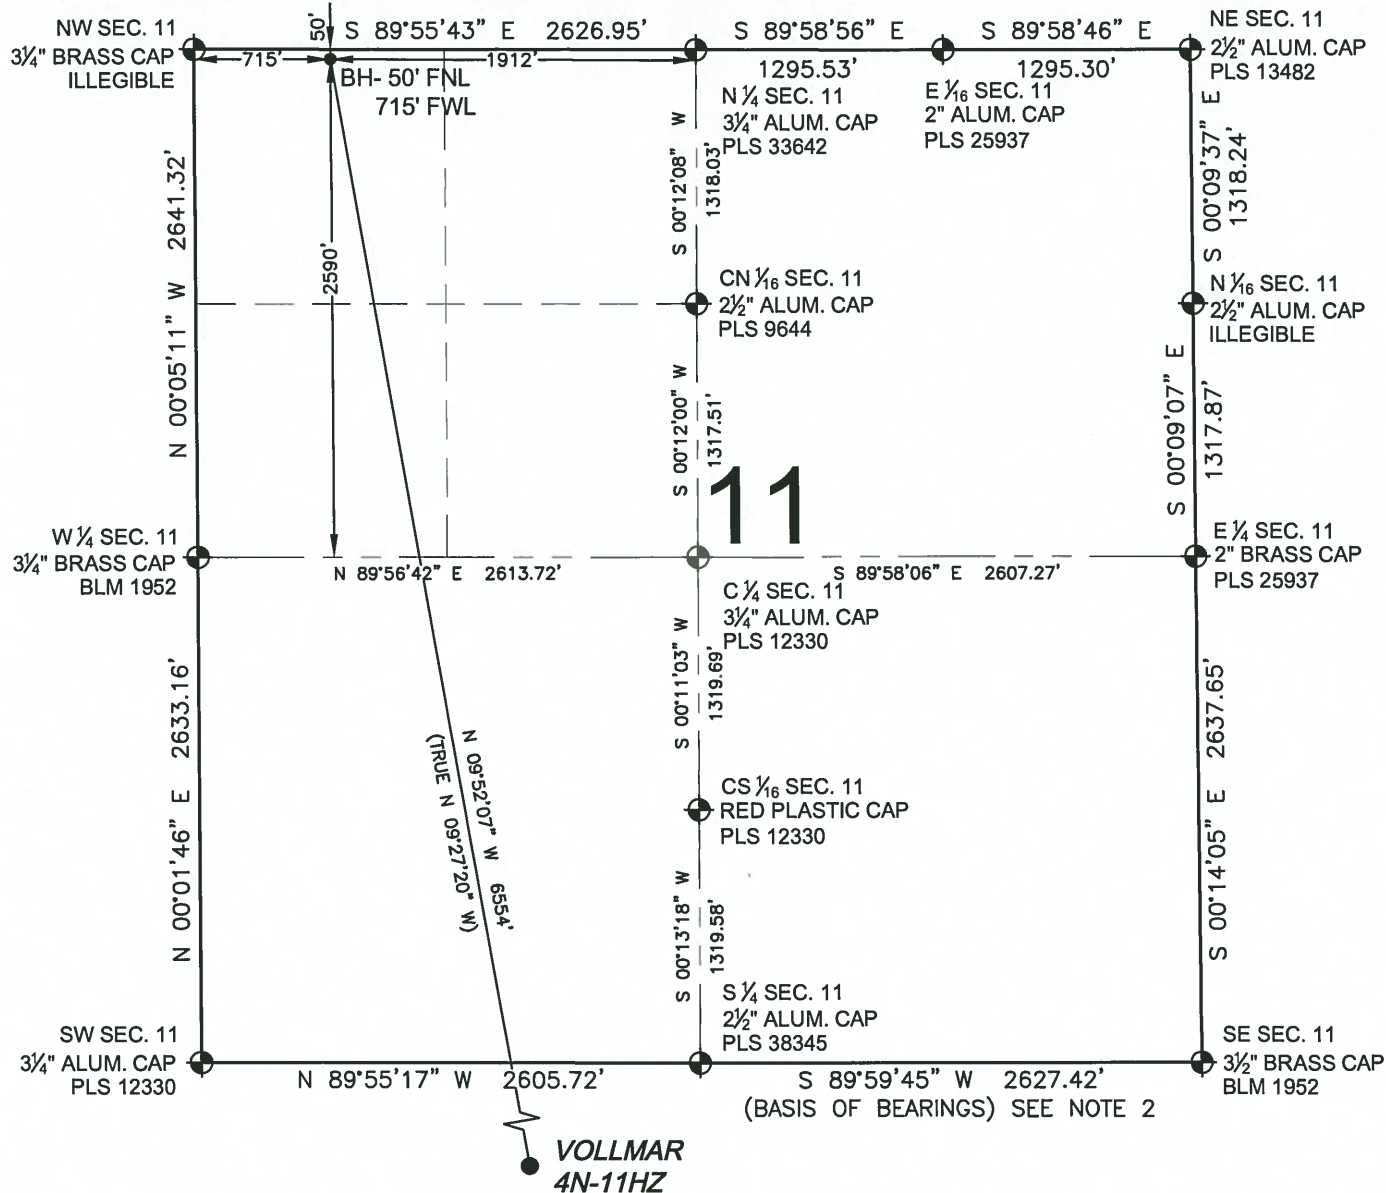 NW SEC. 11
3¼" BRASS CAP
ILLEGIBLE
50'
S 89°55'43" E 2626.95'
715'
1912'
BH- 50' FNL
715' FWL
S 89°58'56" E
1295.53'
S 89°58'46" E
1295.30'
NE SEC. 11
2½" ALUM. CAP
PLS 13482
N ¼ SEC. 11
3¼" ALUM. CAP
PLS 33642
E 1⁄16 SEC. 11
2" ALUM. CAP
PLS 25937
N 00°05'11" W 2641.32'
2590'
S 00°12'08" W
1318.03'
S 00°09'37" E
1318.24'
CN 1⁄16 SEC. 11
2½" ALUM. CAP
PLS 9644
N 1⁄16 SEC. 11
2½" ALUM. CAP
ILLEGIBLE
S 00°12'00" W
1317.51'
S 00°09'07" E
1317.87'
11
W ¼ SEC. 11
3¼" BRASS CAP
BLM 1952
N 89°56'42" E 2613.72'
S 89°58'06" E 2607.27'
E ¼ SEC. 11
2" BRASS CAP
PLS 25937
C ¼ SEC. 11
3¼" ALUM. CAP
PLS 12330
N 00°01'46" E 2633.16'
N 09°52'07" W 6554'
(TRUE N 09°27'20" W)
S 00°11'03" W
1319.69'
S 00°14'05" E 2637.65'
CS 1⁄16 SEC. 11
RED PLASTIC CAP
PLS 12330
S 00°13'18" W
1319.58'
SW SEC. 11
3¼" ALUM. CAP
PLS 12330
S ¼ SEC. 11
2½" ALUM. CAP
PLS 38345
SE SEC. 11
3½" BRASS CAP
BLM 1952
N 89°55'17" W 2605.72'
S 89°59'45" W 2627.42'
(BASIS OF BEARINGS) SEE NOTE 2
VOLLMAR
4N-11HZ